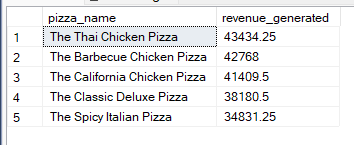 pizza_name revenue_generated
1 The Thai Chicken Pizza 43434.25
2 The Barbecue Chicken Pizza 42768
3 The California Chicken Pizza 41409.5
4 The Classic Deluxe Pizza 38180.5
5 The Spicy Italian Pizza 34831.25